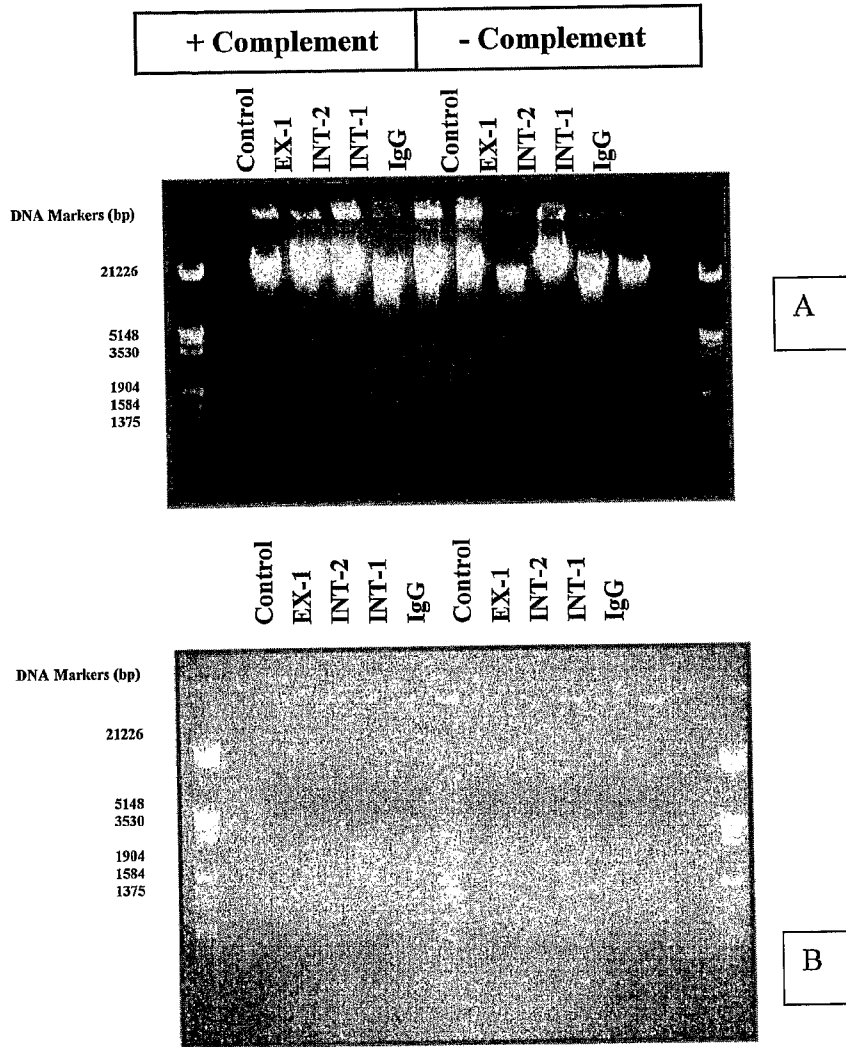 + Complement - Complement
Control EX-1 INT-2 INT-1 IgG Control EX-1 INT-2 INT-1 IgG
DNA Markers (bp)
21226
5148
3530
1904
1584
1375
A
Control EX-1 INT-2 INT-1 IgG Control EX-1 INT-2 INT-1 IgG
DNA Markers (bp)
21226
5148
3530
1904
1584
1375
B